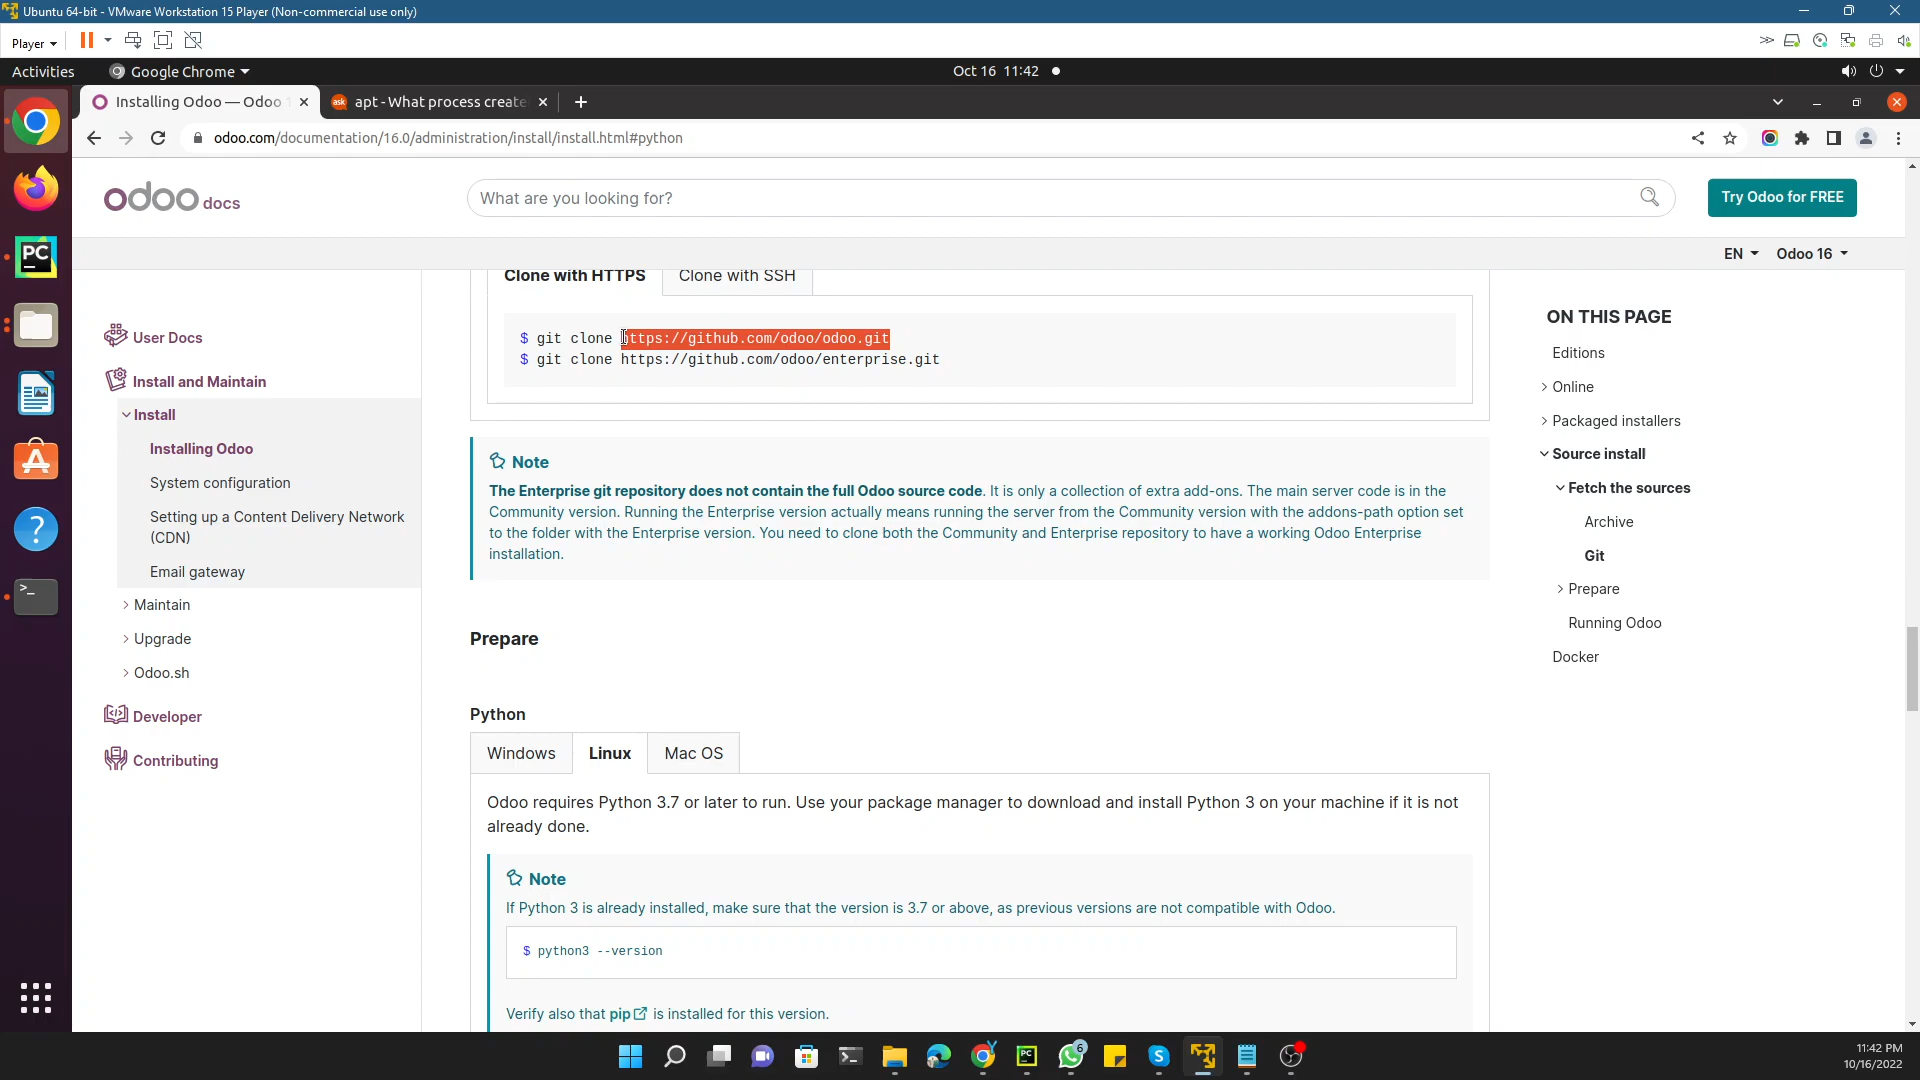 Ubuntu 64-bit - VMware Workstation 15 Player (Non-commercial use only)
Player
Activities
Google Chrome
Oct 16 11:42
Installing Odoo — Odoo 1
ask
apt - What process create
odoo.com/documentation/16.0/administration/install/install.html#python
odoo docs
What are you looking for?
Try Odoo for FREE
EN
Odoo 16
Clone with HTTPS
Clone with SSH
$ git clone https://github.com/odoo/odoo.git
$ git clone https://github.com/odoo/enterprise.git
User Docs
Install and Maintain
Install
Installing Odoo
System configuration
Setting up a Content Delivery Network
(CDN)
Email gateway
Maintain
Upgrade
Odoo.sh
Developer
Contributing
Note
The Enterprise git repository does not contain the full Odoo source code. It is only a collection of extra add-ons. The main server code is in the
Community version. Running the Enterprise version actually means running the server from the Community version with the addons-path option set
to the folder with the Enterprise version. You need to clone both the Community and Enterprise repository to have a working Odoo Enterprise
installation.
Prepare
Python
Windows
Linux
Mac OS
Odoo requires Python 3.7 or later to run. Use your package manager to download and install Python 3 on your machine if it is not
already done.
Note
If Python 3 is already installed, make sure that the version is 3.7 or above, as previous versions are not compatible with Odoo.
$ python3 --version
Verify also that pip is installed for this version.
ON THIS PAGE
Editions
Online
Packaged installers
Source install
Fetch the sources
Archive
Git
Prepare
Running Odoo
Docker
PC
PC
6
11:42 PM
10/16/2022